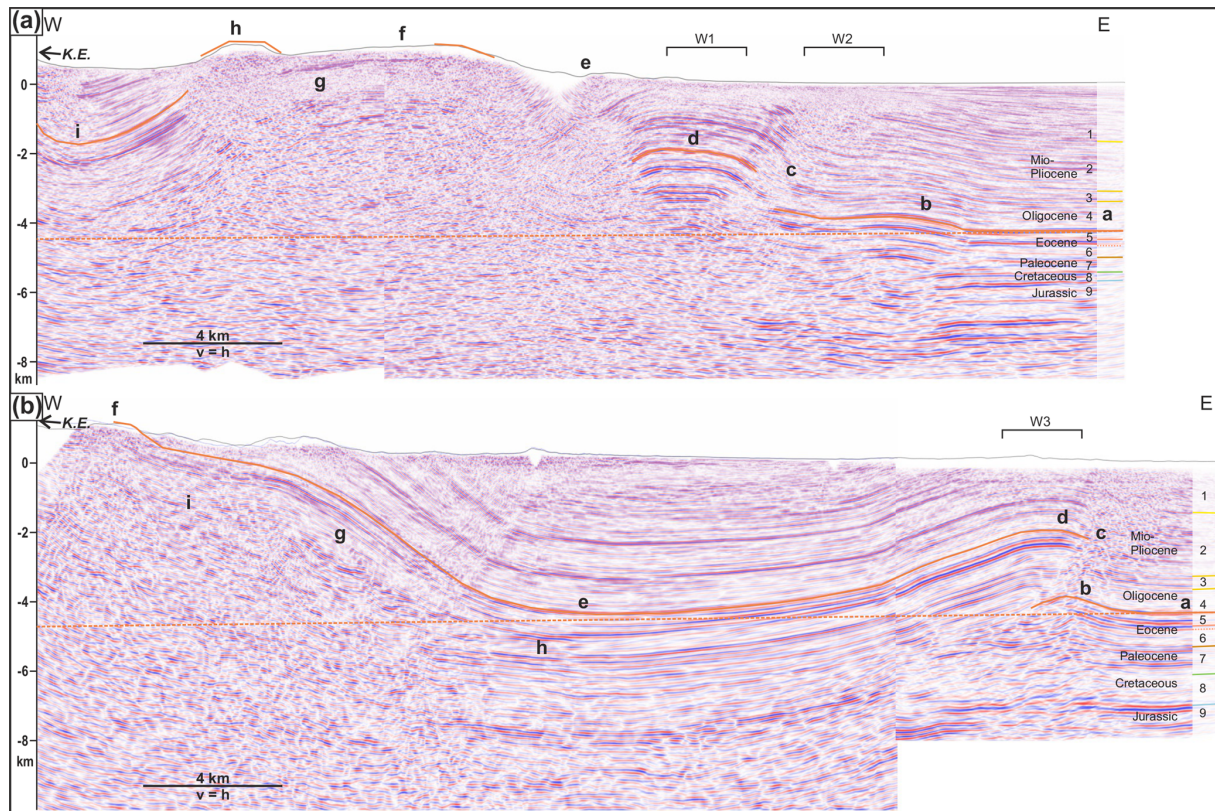 (a) W
K.E.
h
f
g
e
i
W1
W2
E
d
c
b
a
0
-2
-4
-6
-8
km
1
Mio-
Pliocene
2
3
Oligocene 4
5
Eocene
6
Paleocene 7
Cretaceous 8
Jurassic 9
4 km
v = h
(b) W
K.E.
f
E
W3
i
g
e
h
d
c
b
a
0
-2
-4
-6
-8
km
1
Mio-
Pliocene
2
3
Oligocene
4
5
Eocene
6
Paleocene 7
Cretaceous
8
9
Jurassic
4 km
v = h